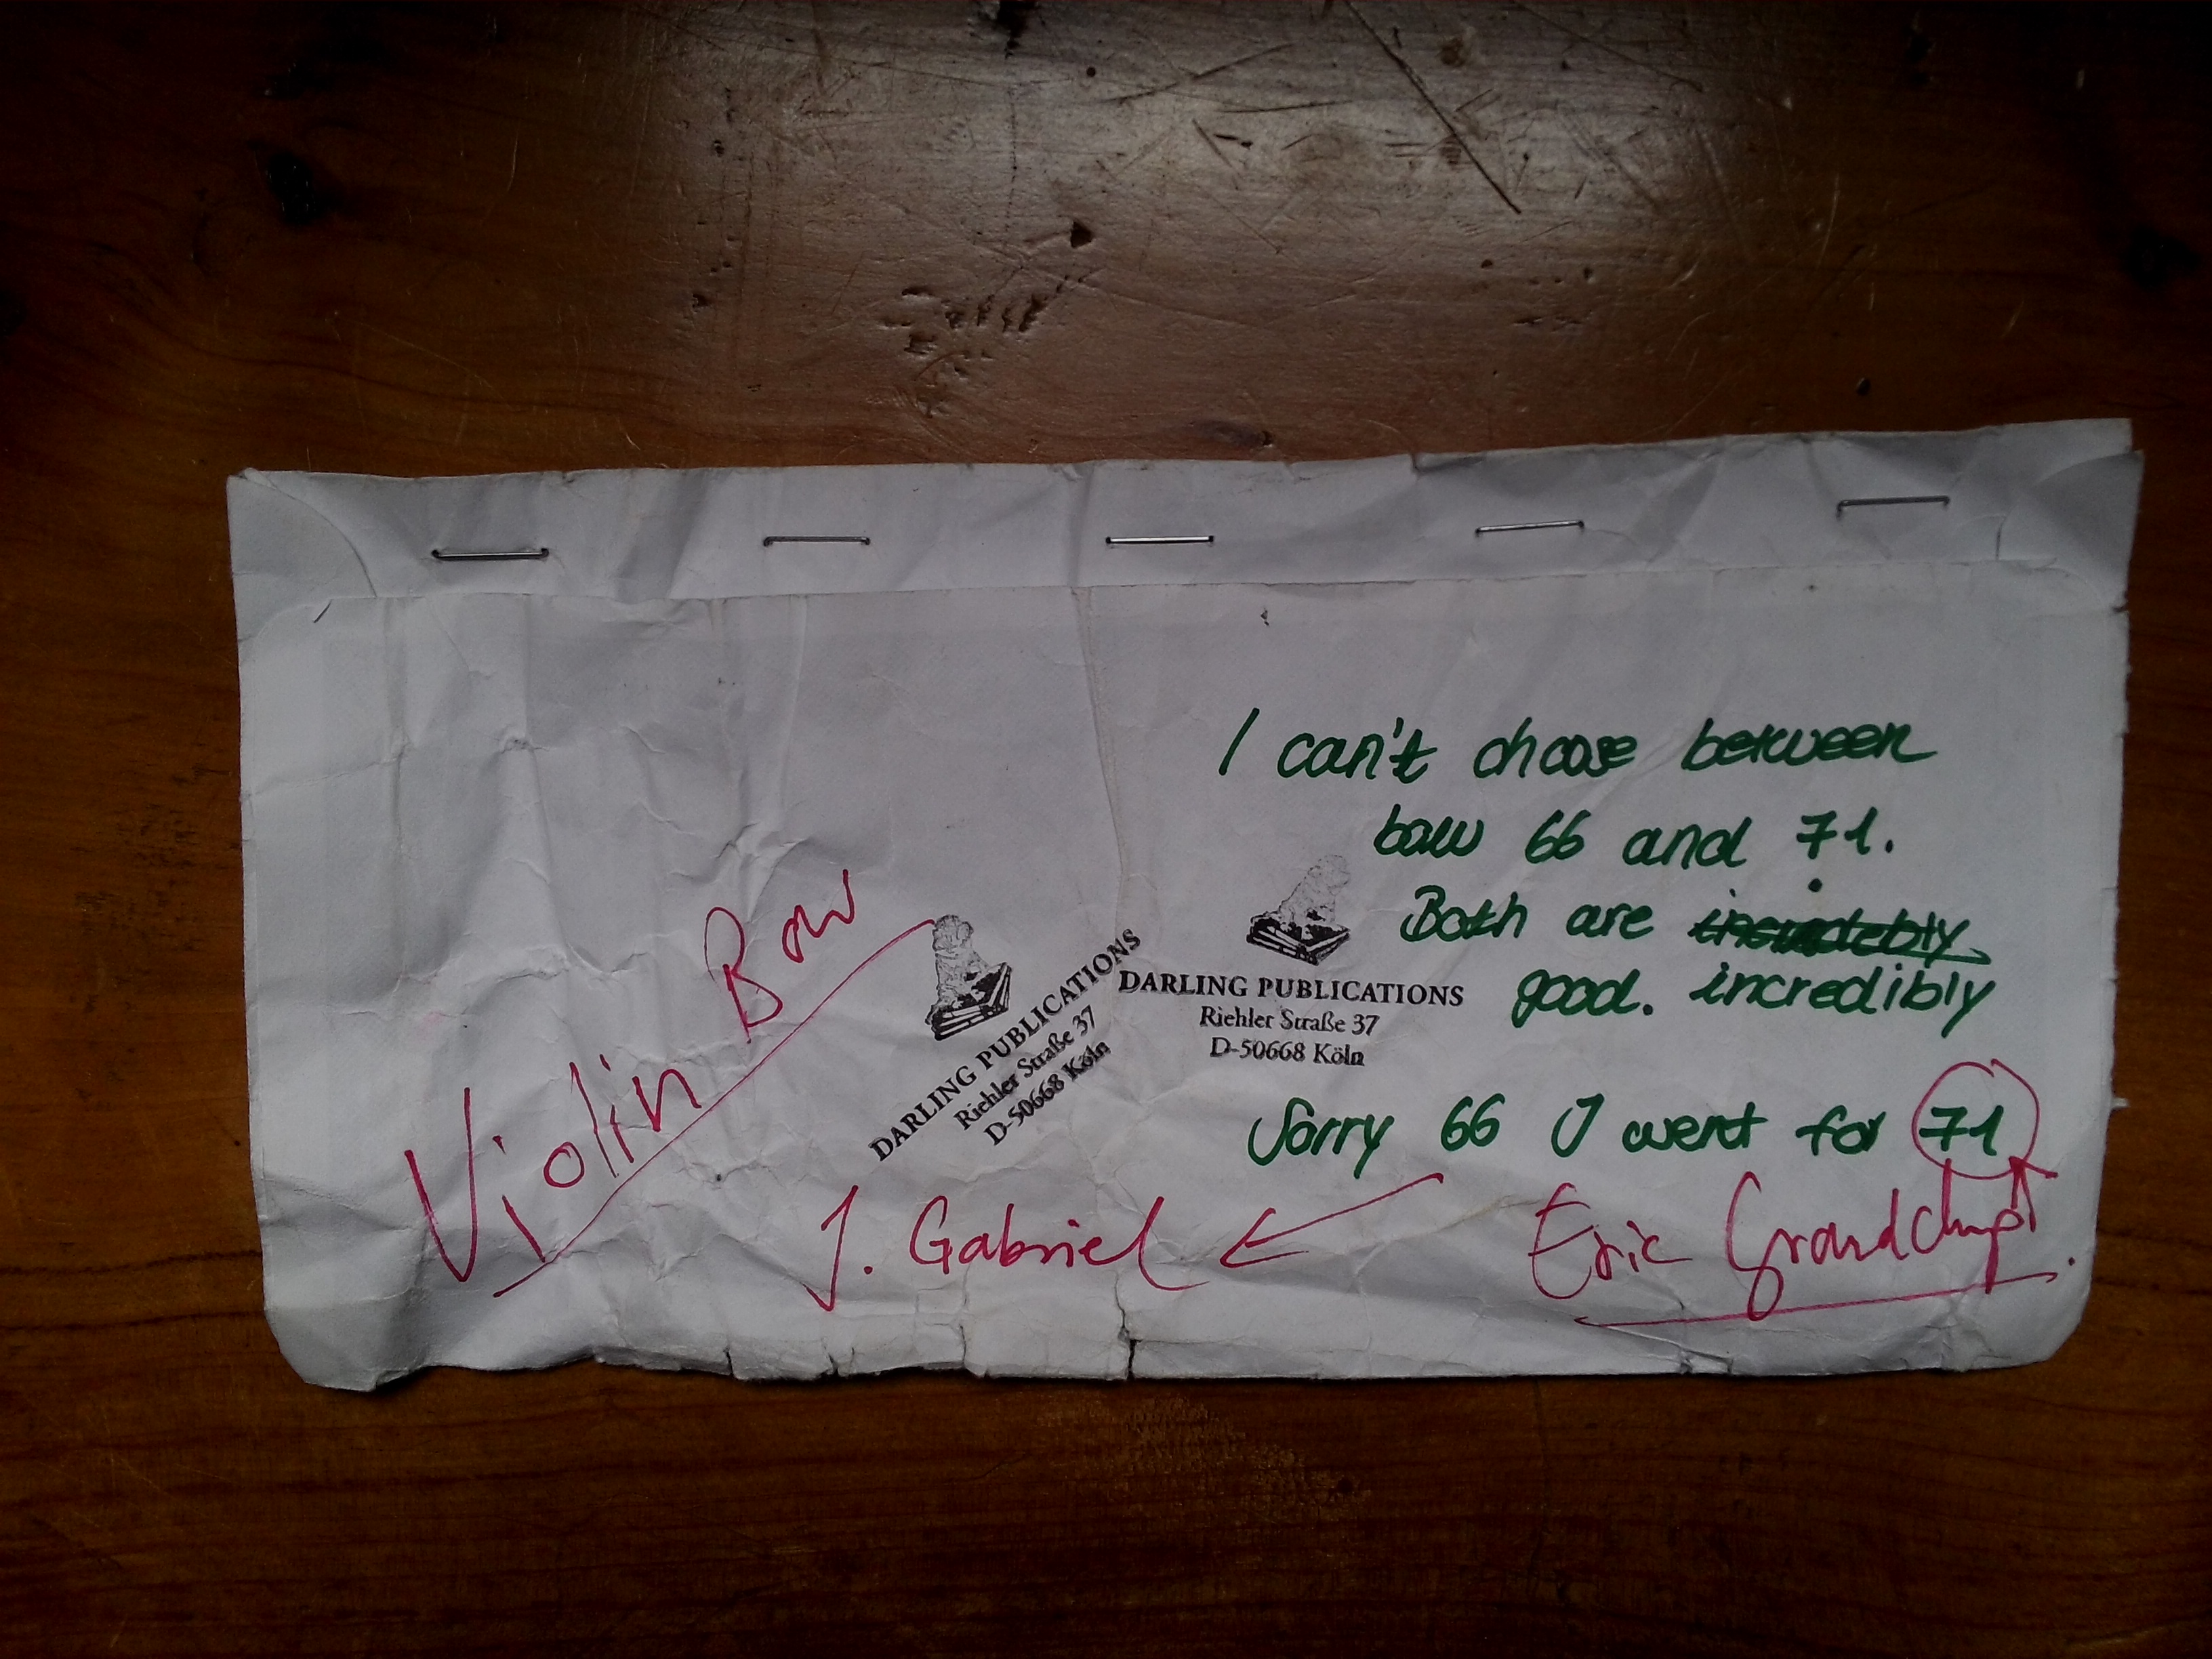 I can't choose between
bow 66 and 71.
Both are
good. incredibly
DARLING PUBLICATIONS
Riehler Straße 37
D-50668 Köln
DARLING PUBLICATIONS
Riehler Straße 37
D-50668 Köln
Violin Bow
Sorry 66 I went for 71
J. Gabriel
Eric